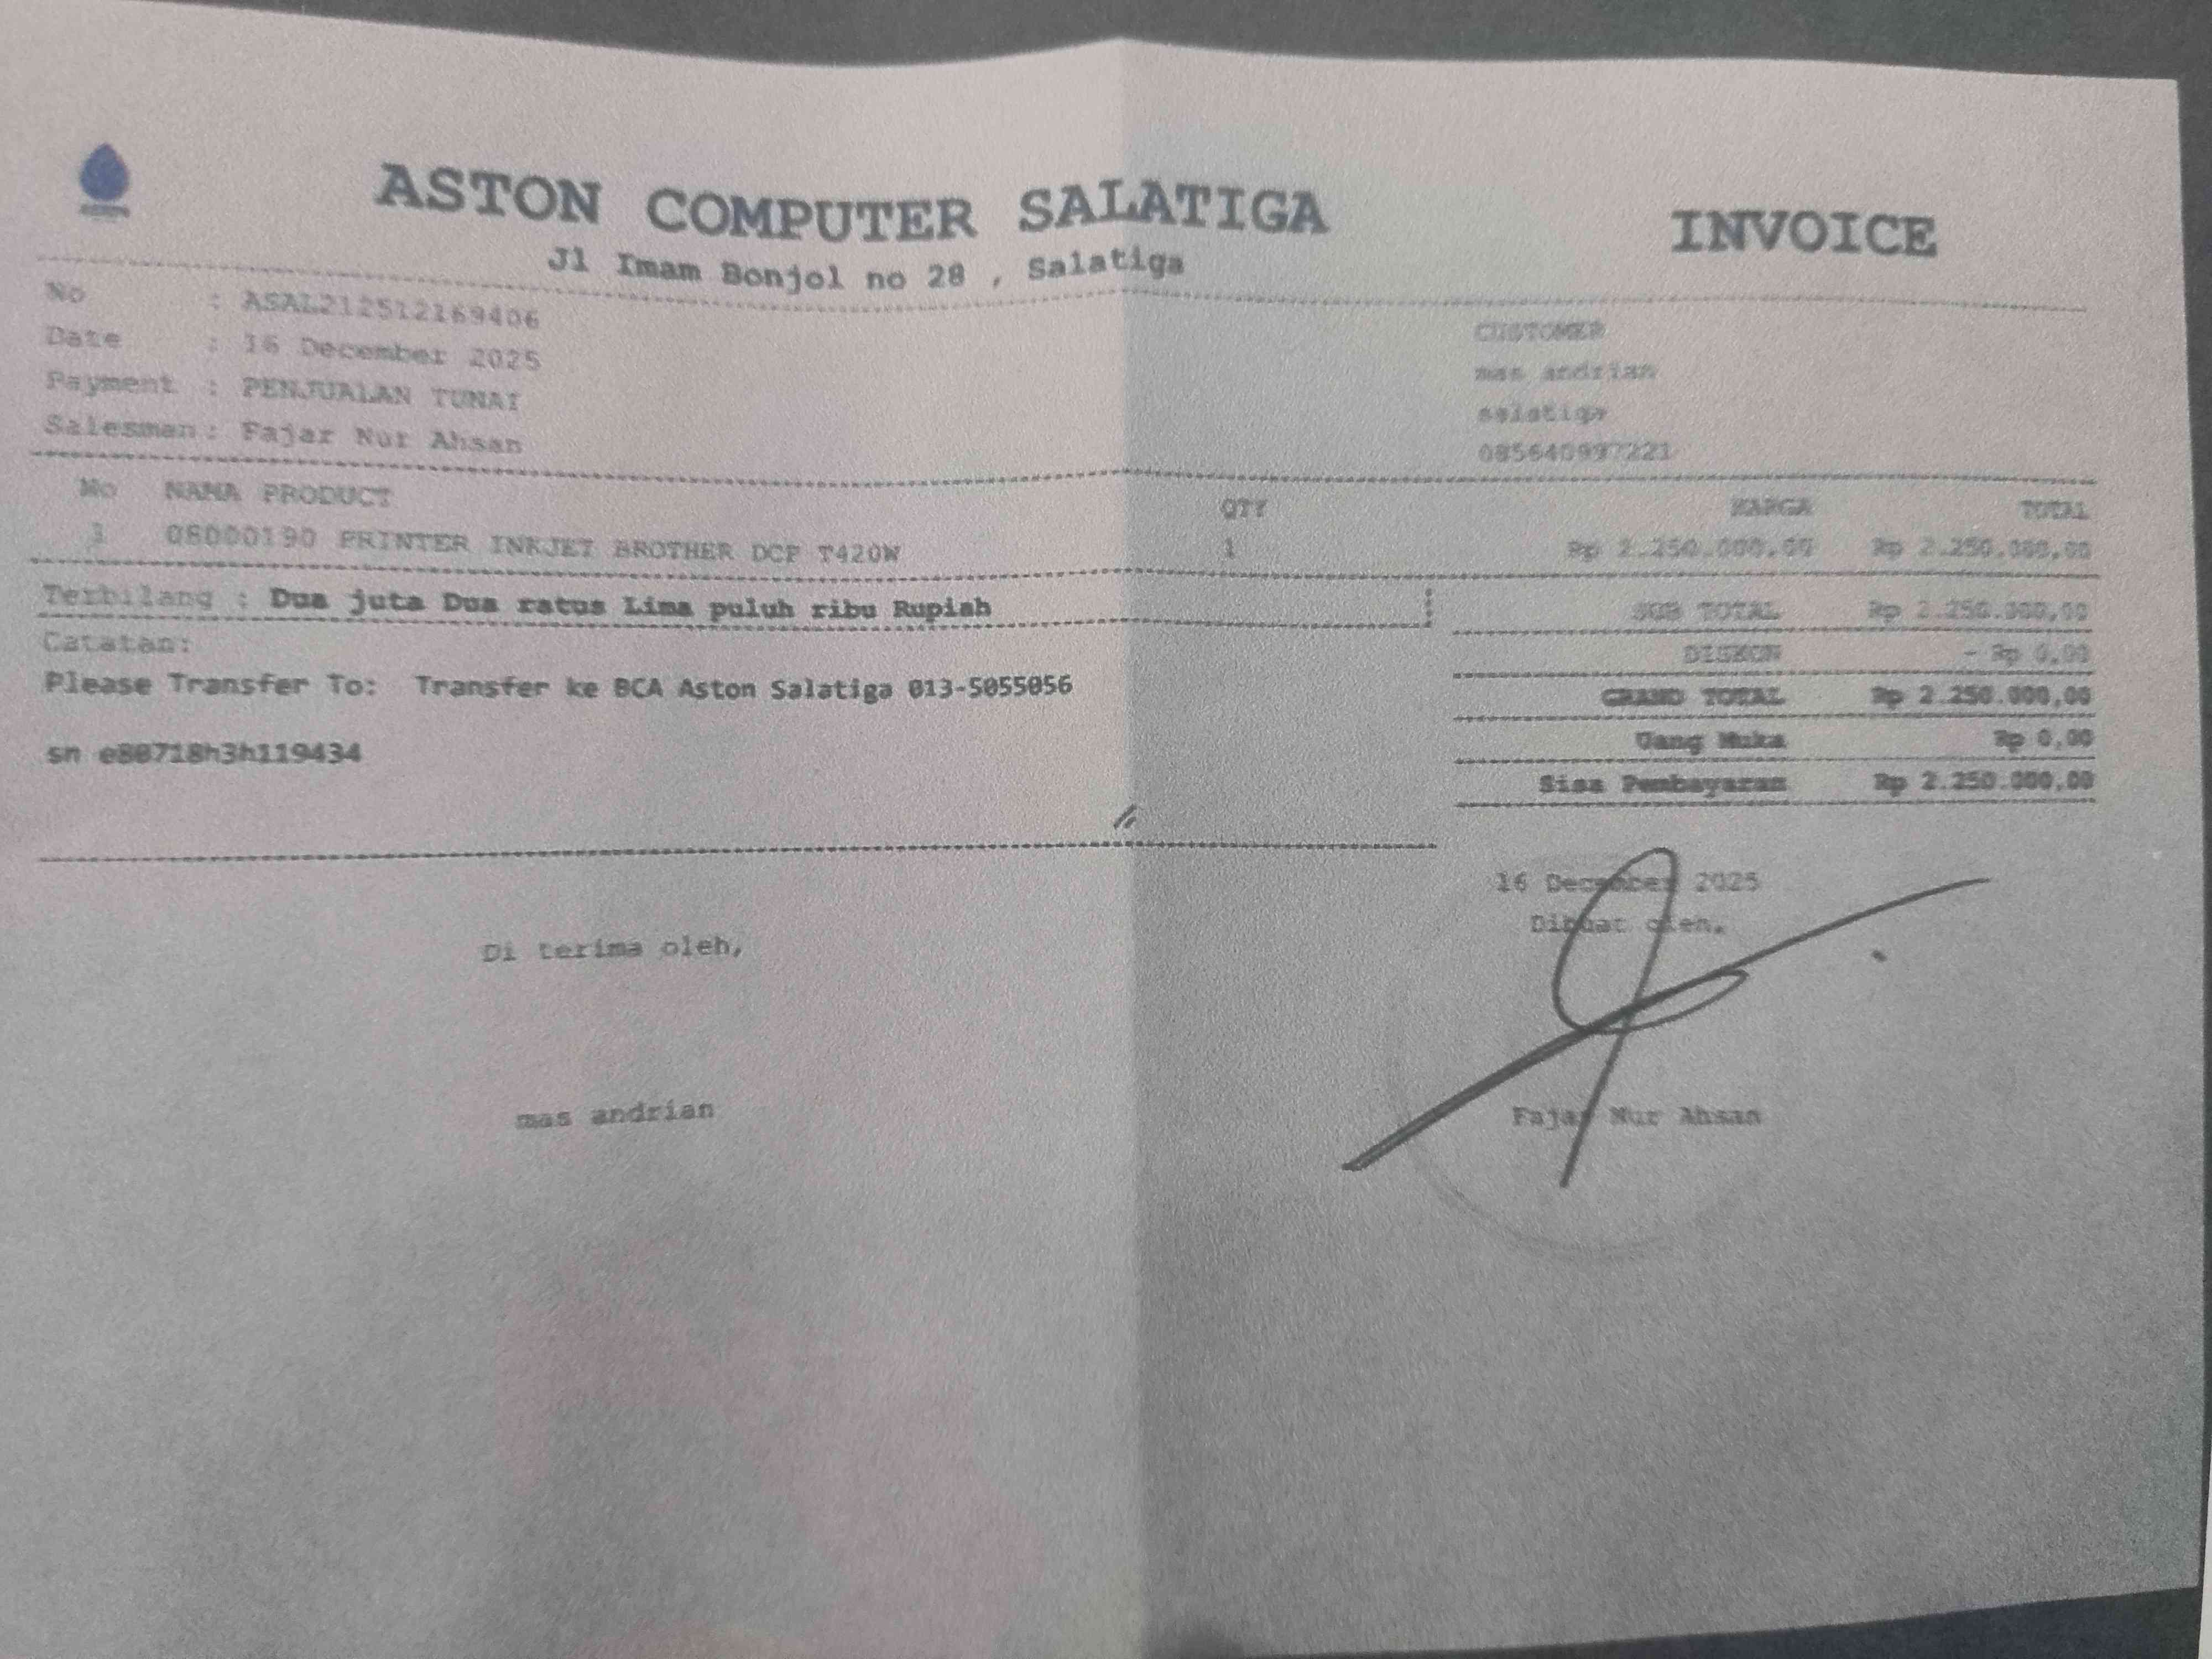 ASTON COMPUTER SALATIGA
INVOICE
Jl Imam Bonjol no 28 , Salatiga
No : ASAL212512169406
Date : 16 December 2025
Payment : PENJUALAN TUNAI
Salesman: Fajar Nur Ahsan
CUSTOMER
mas andrian
salatiga
085640997221
No NAMA PRODUCT QTY HARGA TOTAL
1 08000190 PRINTER INKJET BROTHER DCP T420W 1 Rp 2.250.000,00 Rp 2.250.000,00
Terbilang : Dua juta Dua ratus Lima puluh ribu Rupiah
SUB TOTAL Rp 2.250.000,00
Catatan:
DISKON - Rp 0,00
Please Transfer To: Transfer ke BCA Aston Salatiga 013-5055056
GRAND TOTAL Rp 2.250.000,00
Uang Muka Rp 0,00
sn e80718h3h119434
Sisa Pembayaran Rp 2.250.000,00
16 December 2025
Di terima oleh,
Dibuat oleh,
mas andrian
Fajar Nur Ahsan